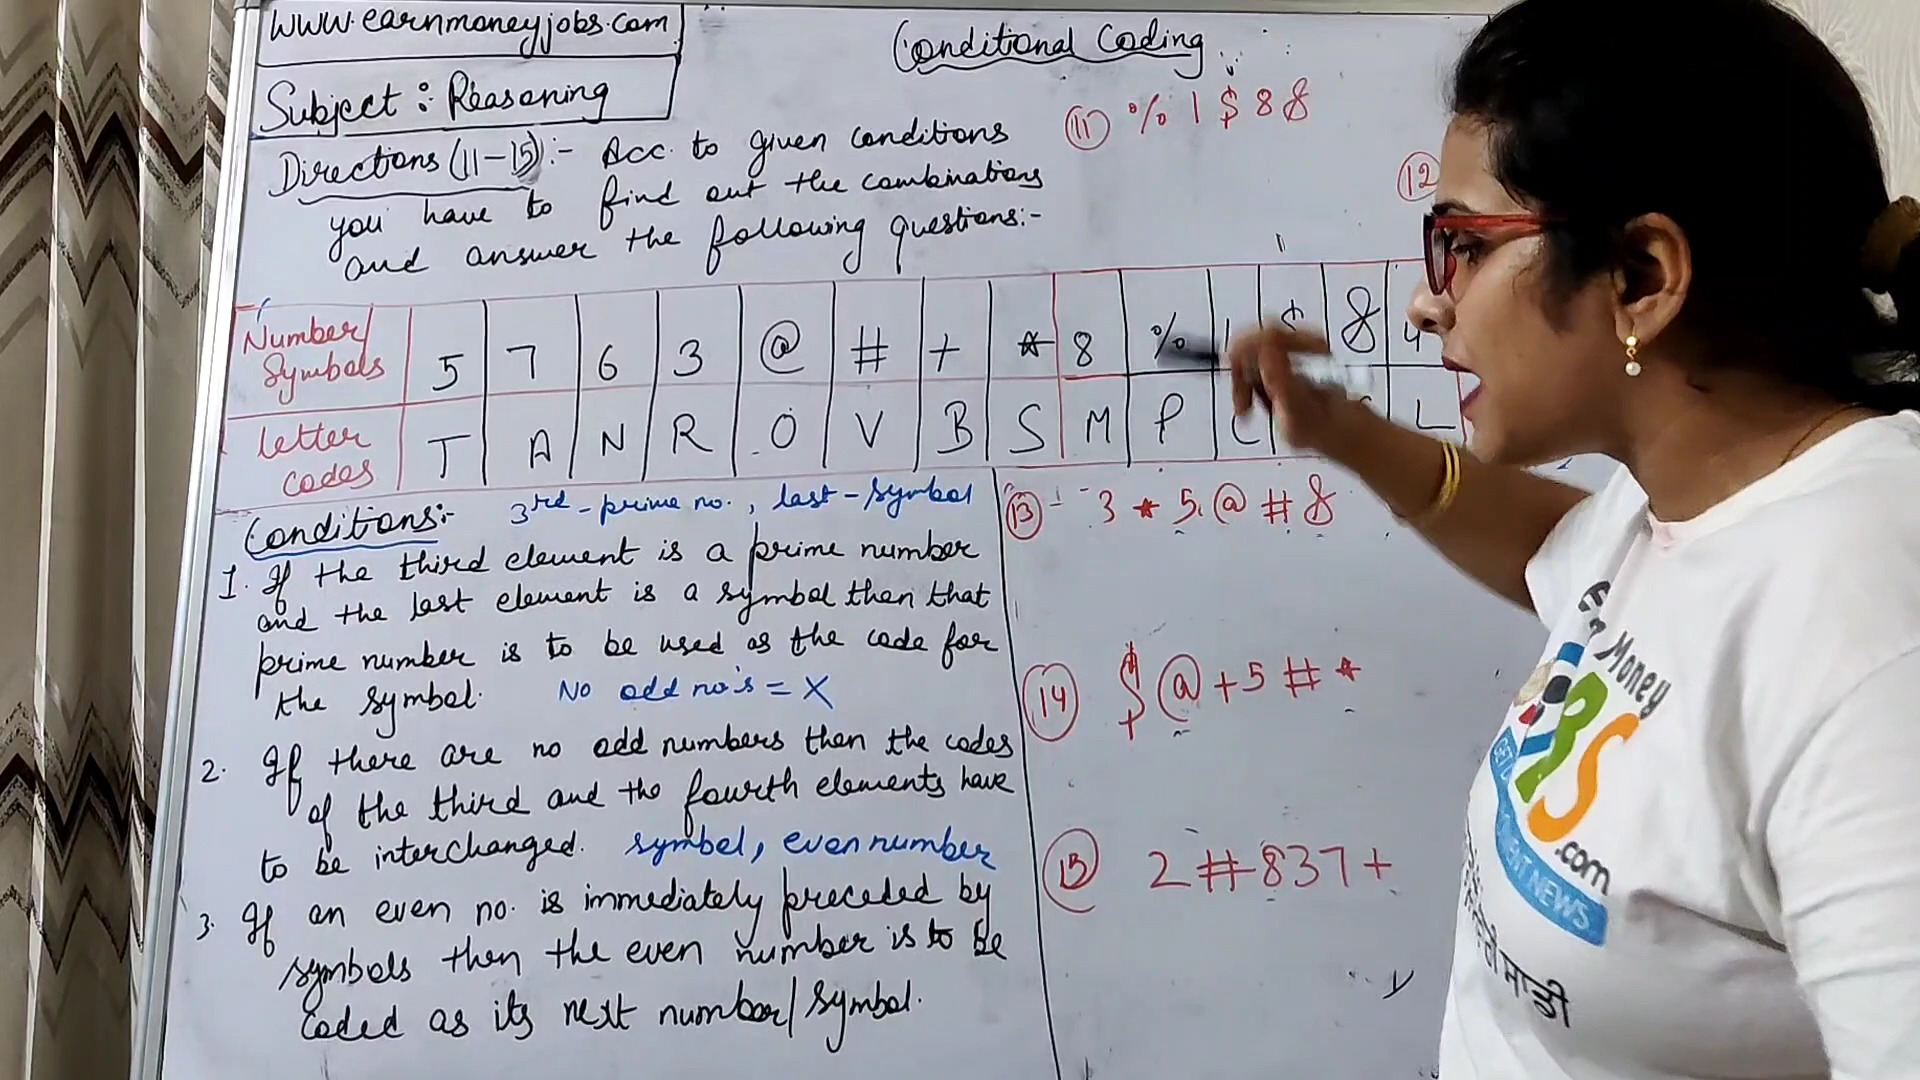 www.earnmoneyjobs.com
Subject : Reasoning
Conditional Coding
Directions (11-15) :- Acc. to given conditions
you have to find out the combinations
and answer the following questions:-
(11) % 1 $ 8 &
(12)
Number/Symbols 5 7 6 3 @ # + * 8 % 1 $ & 4
Letter codes T A N R O V B S M P C L
Conditions:- 3rd - prime no. , last - symbol
1. If the third element is a prime number
and the last element is a symbol then that
prime number is to be used as the code for
the symbol. No odd no's = X
2. If there are no odd numbers then the codes
of the third and the fourth elements have
to be interchanged. symbol, even number
3. If an even no. is immediately preceded by
symbols then the even number is to be
coded as its next number/symbol.
(13) - 3 * 5 @ # &
(14) $ @ + 5 # *
(15) 2 # 8 3 7 +
Money
.com